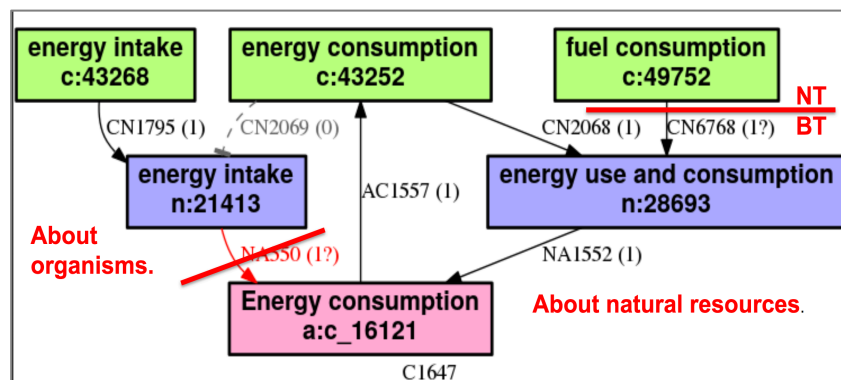 energy intake
c:43268
energy consumption
c:43252
fuel consumption
c:49752
NT
BT
CN1795 (1)
CN2069 (0)
CN2068 (1)
CN6768 (1?)
energy intake
n:21413
energy use and consumption
n:28693
AC1557 (1)
About
organisms.
NA550 (1?)
NA1552 (1)
Energy consumption
a:c_16121
About natural resources.
C1647